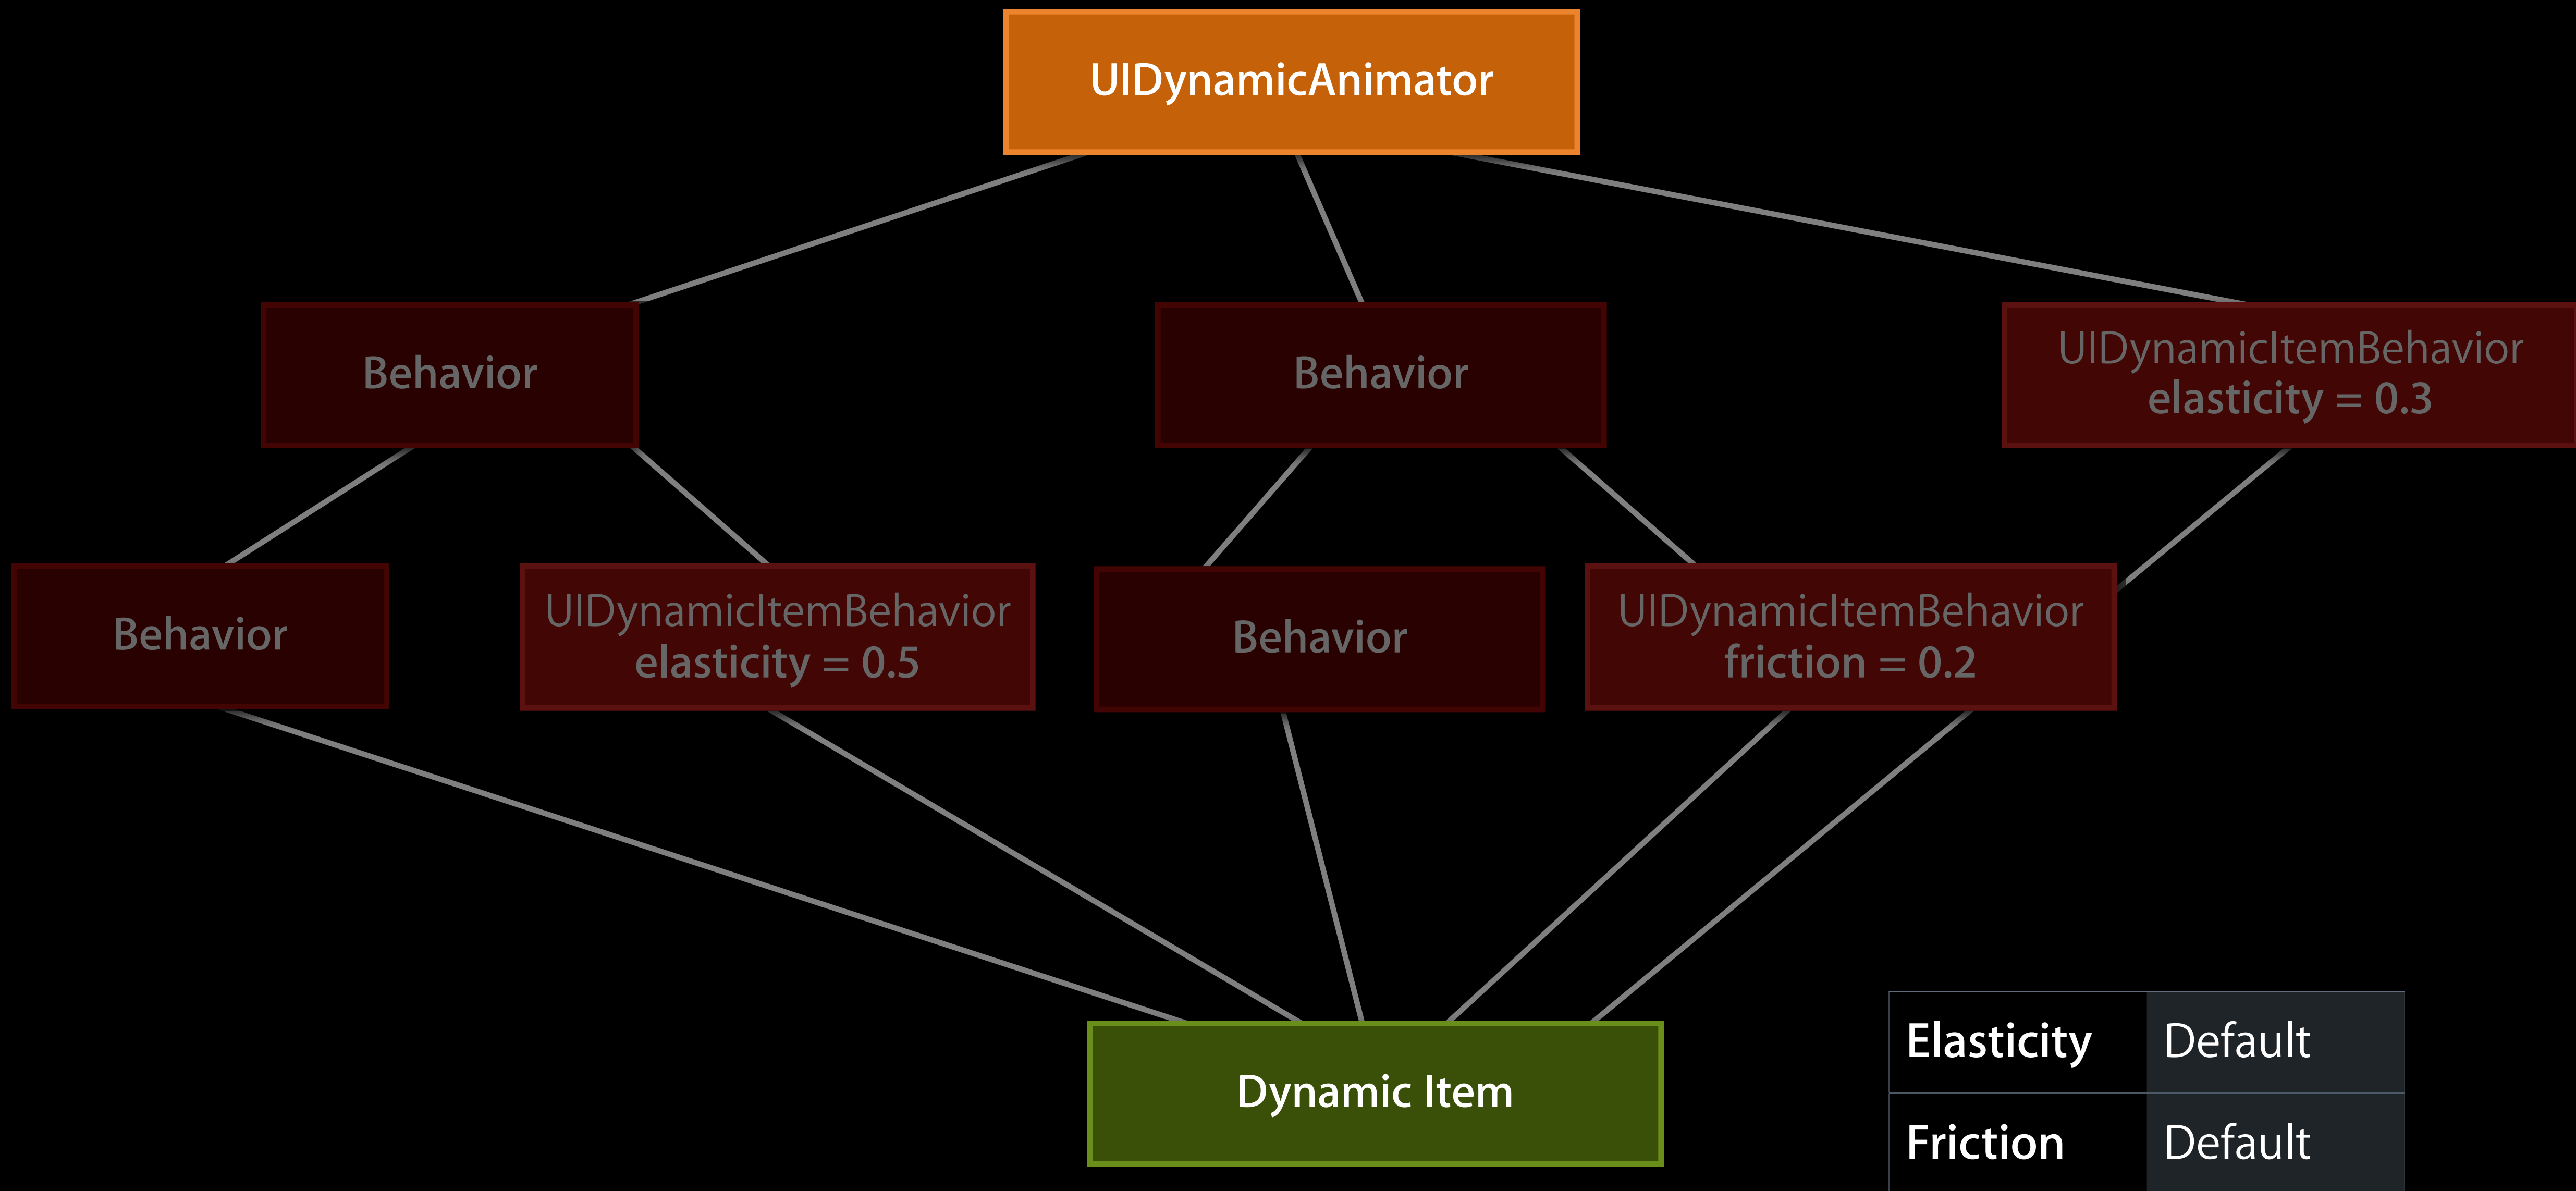 UIDynamicAnimator
Behavior
Behavior
UIDynamicItemBehavior
elasticity = 0.3
Behavior
UIDynamicItemBehavior
elasticity = 0.5
Behavior
UIDynamicItemBehavior
friction = 0.2
Dynamic Item
Elasticity Default
Friction Default